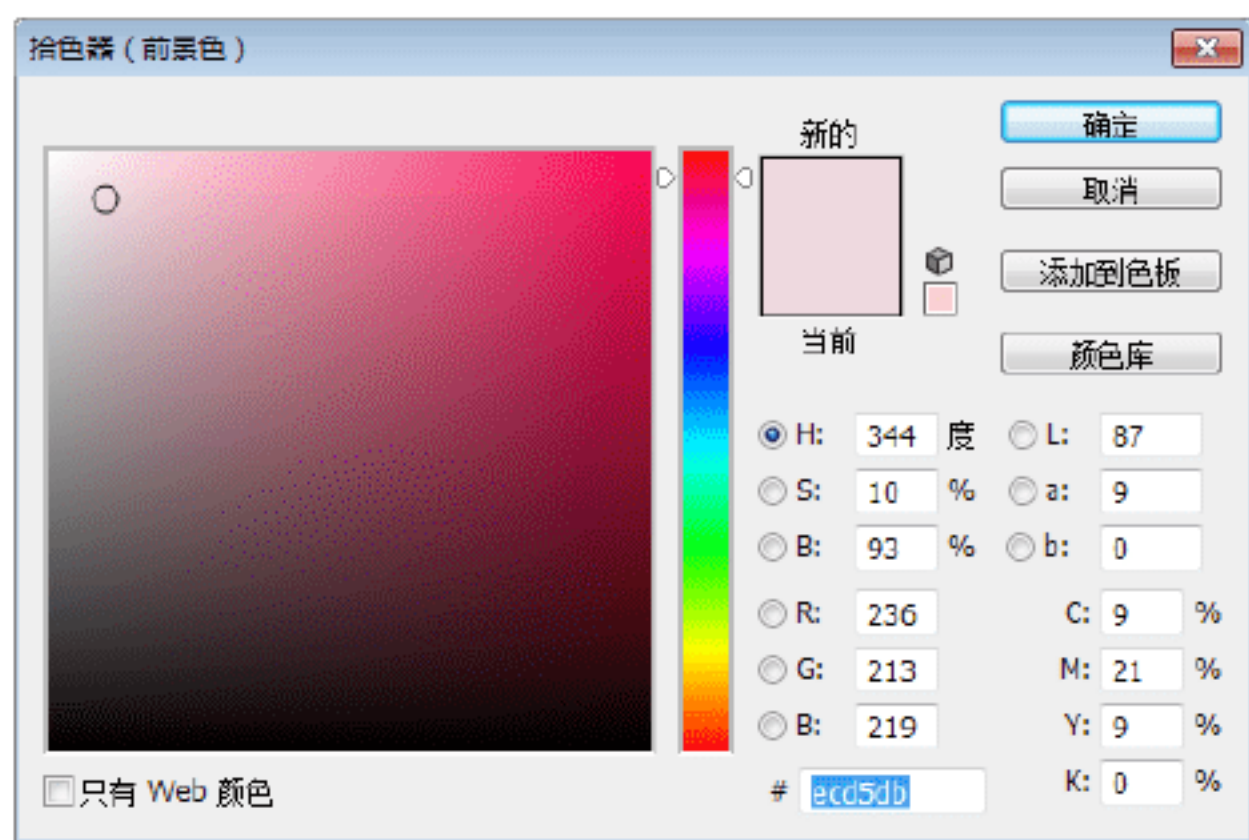 拾色器（前景色）
新的
当前
确定
取消
添加到色板
颜色库
H: 344 度
S: 10 %
B: 93 %
R: 236
G: 213
B: 219
# ecd5db
L: 87
a: 9
b: 0
C: 9 %
M: 21 %
Y: 9 %
K: 0 %
只有 Web 颜色